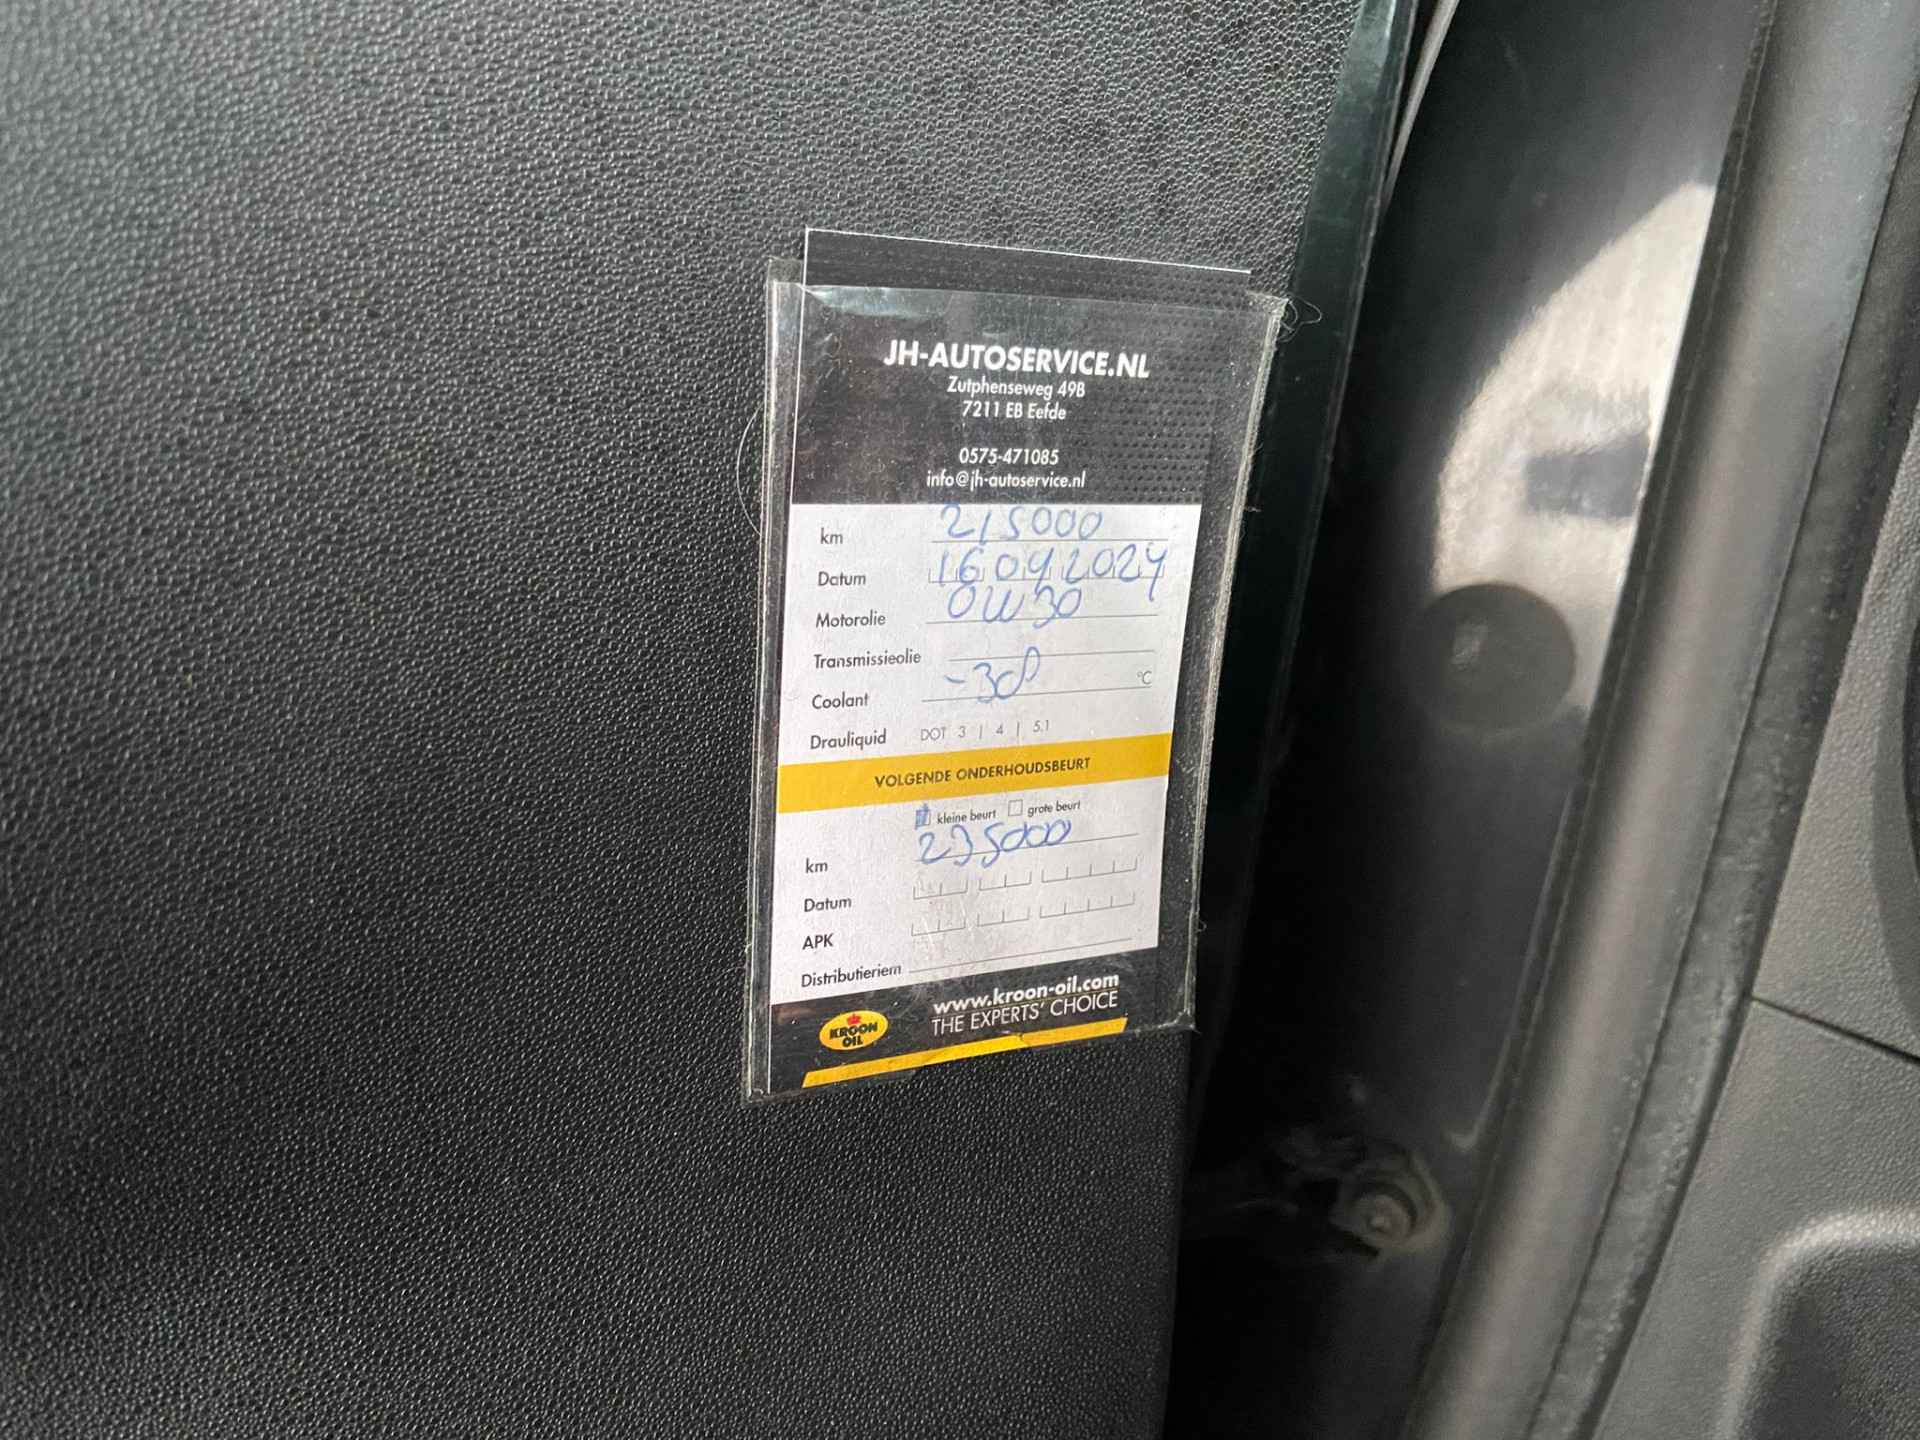 JH-AUTOSERVICE.NL
Zutphenseweg 49B
7211 EB Eefde
0575-471085
info@jh-autoservice.nl
km 215000
Datum 16 09 2024
Motorolie 0W30
Transmissieolie
Coolant -38 °C
Drauliquid DOT 3 | 4 | 5.1
VOLGENDE ONDERHOUDSBEURT
kleine beurt grote beurt
km 235000
Datum
APK
Distributieriem
www.kroon-oil.com
THE EXPERTS' CHOICE
KROON
OIL